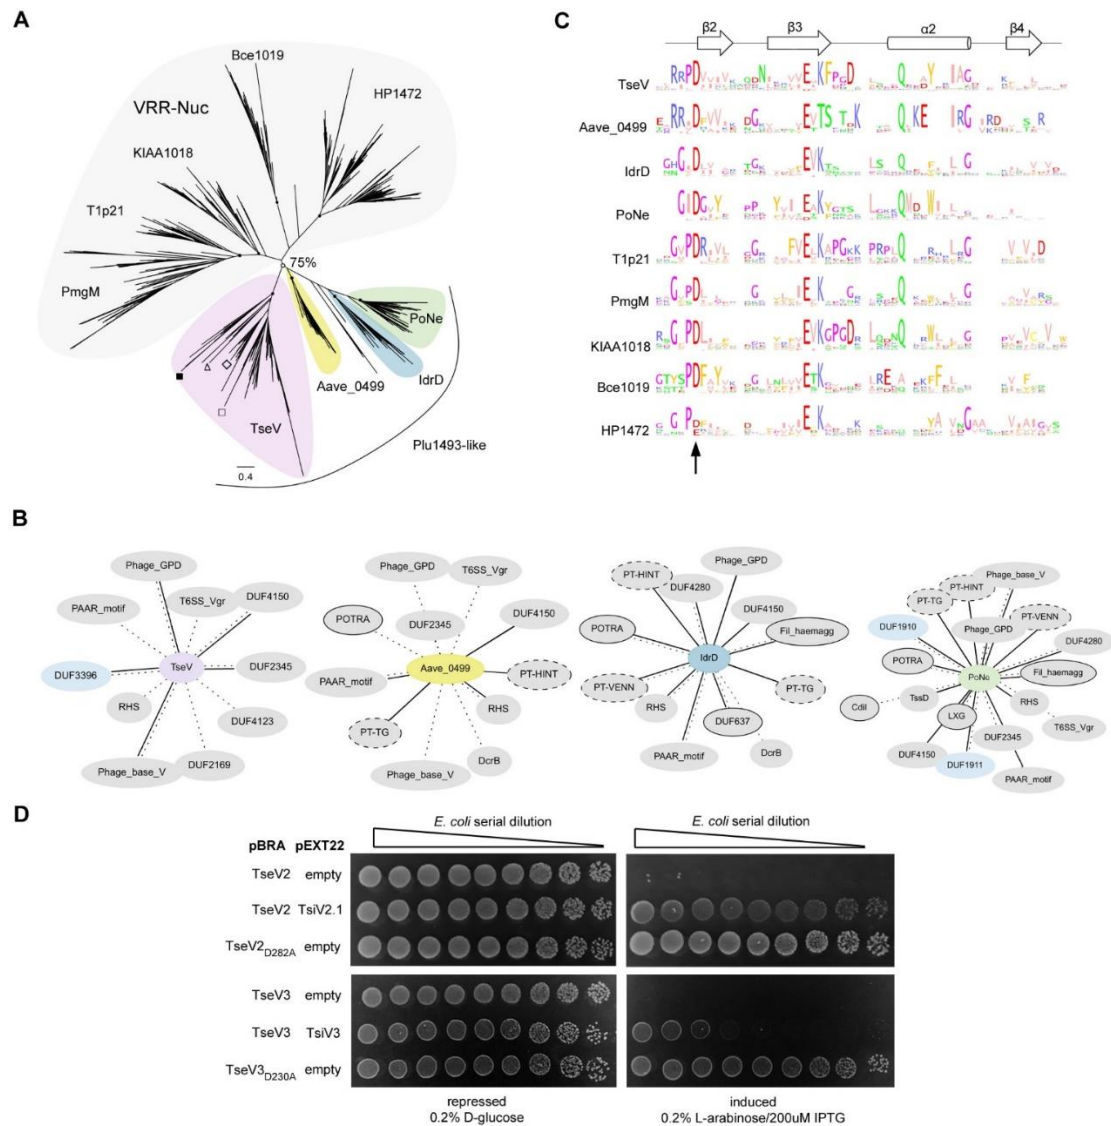 A
Bce1019
HP1472
VRR-Nuc
KIAA1018
T1p21
PmgM
75%
PoNe
IdrD
Aave_0499
TseV
Plu1493-like
0.4
C
β2
β3
α2
β4
TseV
Aave_0499
IdrD
PoNe
T1p21
PmgM
KIAA1018
Bce1019
HP1472
B
Phage_GPD
PAAR_motif
T6SS_Vgr
DUF4150
DUF3396
TseV
DUF2345
RHS
DUF4123
Phage_base_V
DUF2169
Phage_GPD
T6SS_Vgr
POTRA
DUF2345
DUF4150
PAAR_motif
Aave_0499
PT-HINT
PT-TG
RHS
Phage_base_V
DcrB
PT-HINT
DUF4280
Phage_GPD
POTRA
DUF4150
Fil_haemagg
PT-VENN
IdrD
PT-TG
RHS
DUF637
PAAR_motif
DcrB
PT-TG
PT-HINT
Phage_base_V
DUF1910
Phage_GPD
PT-VENN
POTRA
DUF4280
PoNe
Fil_haemagg
CdiI
TssD
LXG
RHS
T6SS_Vgr
DUF4150
DUF2345
DUF1911
PAAR_motif
D
E. coli serial dilution
E. coli serial dilution
pBRA pEXT22
TseV2 empty
TseV2 TsiV2.1
TseV2D282A empty
TseV3 empty
TseV3 TsiV3
TseV3D230A empty
repressed
0.2% D-glucose
induced
0.2% L-arabinose/200uM IPTG